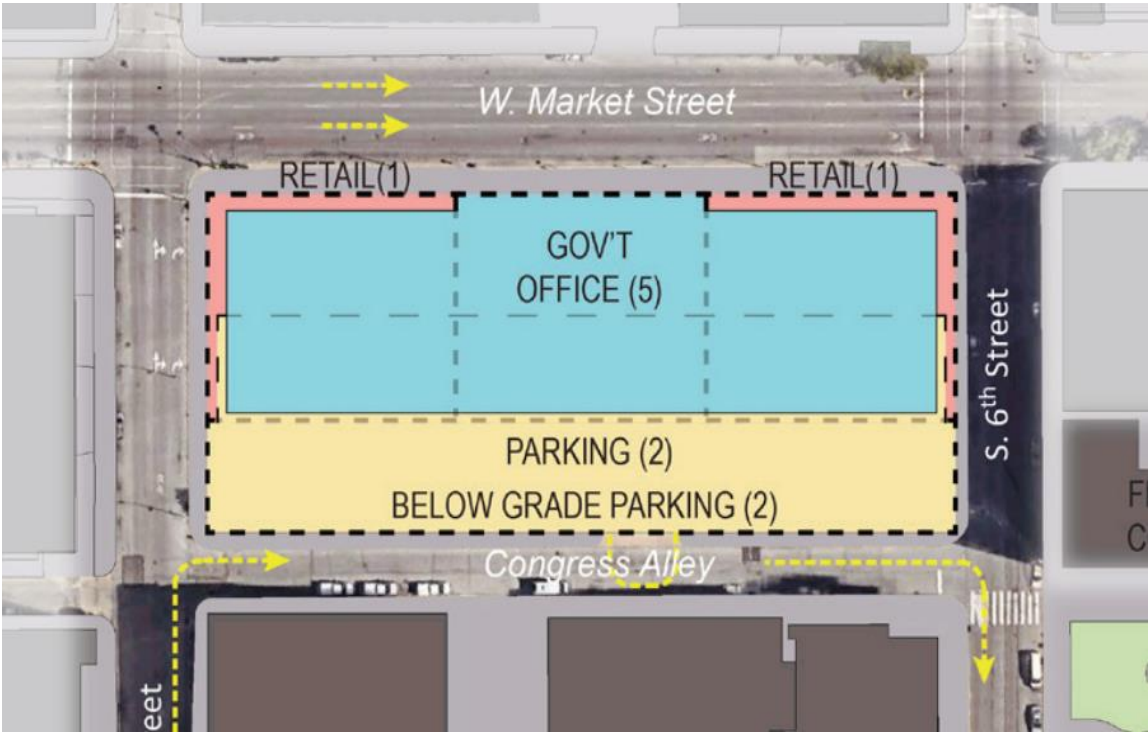 W. Market Street
RETAIL(1)
RETAIL(1)
GOV'T
OFFICE (5)
S. 6th Street
PARKING (2)
BELOW GRADE PARKING (2)
Congress Alley